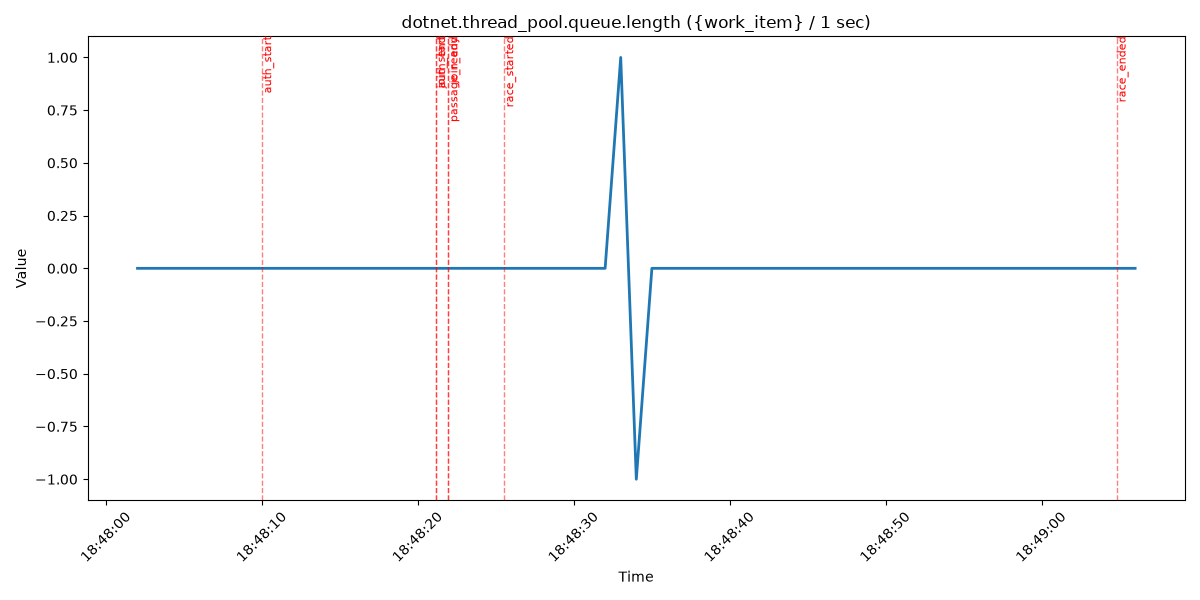 dotnet.thread_pool.queue.length ({work_item} / 1 sec)
Value
1.00
0.75
0.50
0.25
0.00
−0.25
−0.50
−0.75
−1.00
auth_start
race_started
race_ended
18:48:00
18:48:10
18:48:20
18:48:30
18:48:40
18:48:50
18:49:00
Time